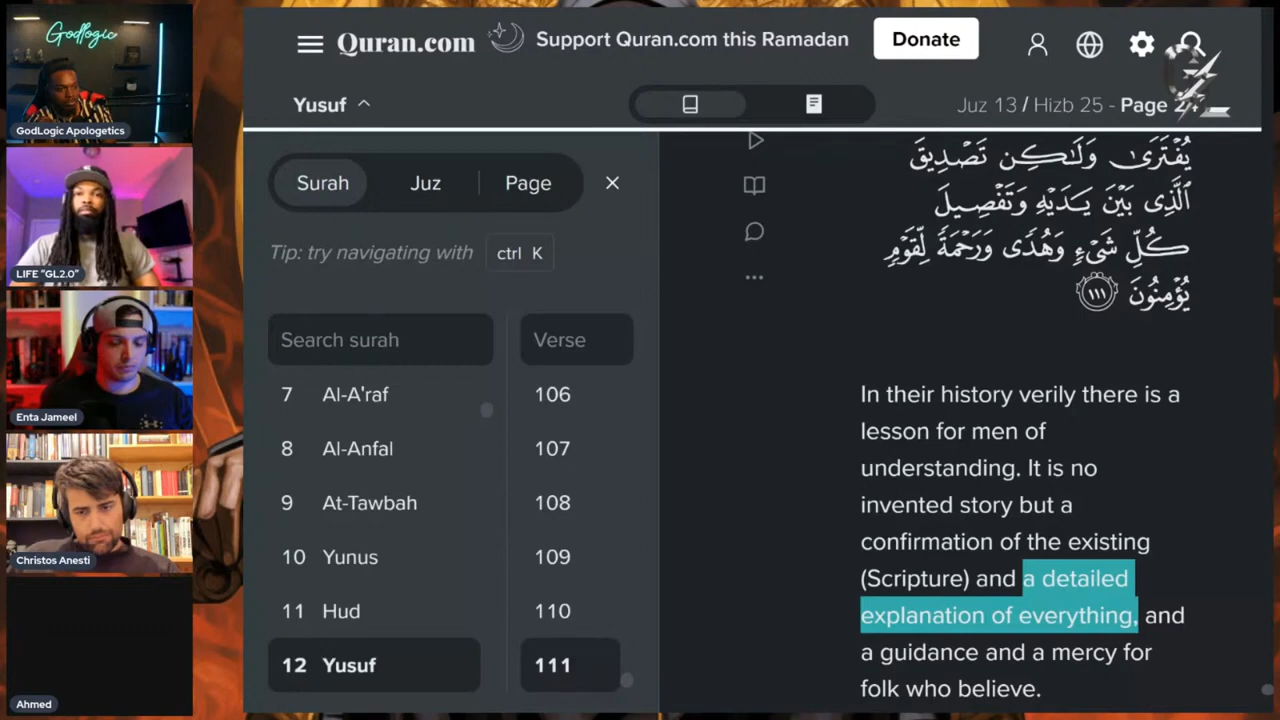 Godlogic
GodLogic Apologetics
LIFE "GL2.0"
Enta Jameel
Christos Anesti
Ahmed
Quran.com
Support Quran.com this Ramadan
Donate
Yusuf
Juz 13 / Hizb 25 - Page
Surah
Juz
Page
Tip: try navigating with ctrl K
Search surah
Verse
7 Al-A'raf 106
8 Al-Anfal 107
9 At-Tawbah 108
10 Yunus 109
11 Hud 110
12 Yusuf 111
يُفْتَرَىٰ وَلَـٰكِن تَصْدِيقَ
ٱلَّذِى بَيْنَ يَدَيْهِ وَتَفْصِيلَ
كُلِّ شَىْءٍ وَهُدًى وَرَحْمَةً لِّقَوْمٍ
يُؤْمِنُونَ ١١١
In their history verily there is a
lesson for men of
understanding. It is no
invented story but a
confirmation of the existing
(Scripture) and a detailed
explanation of everything, and
a guidance and a mercy for
folk who believe.